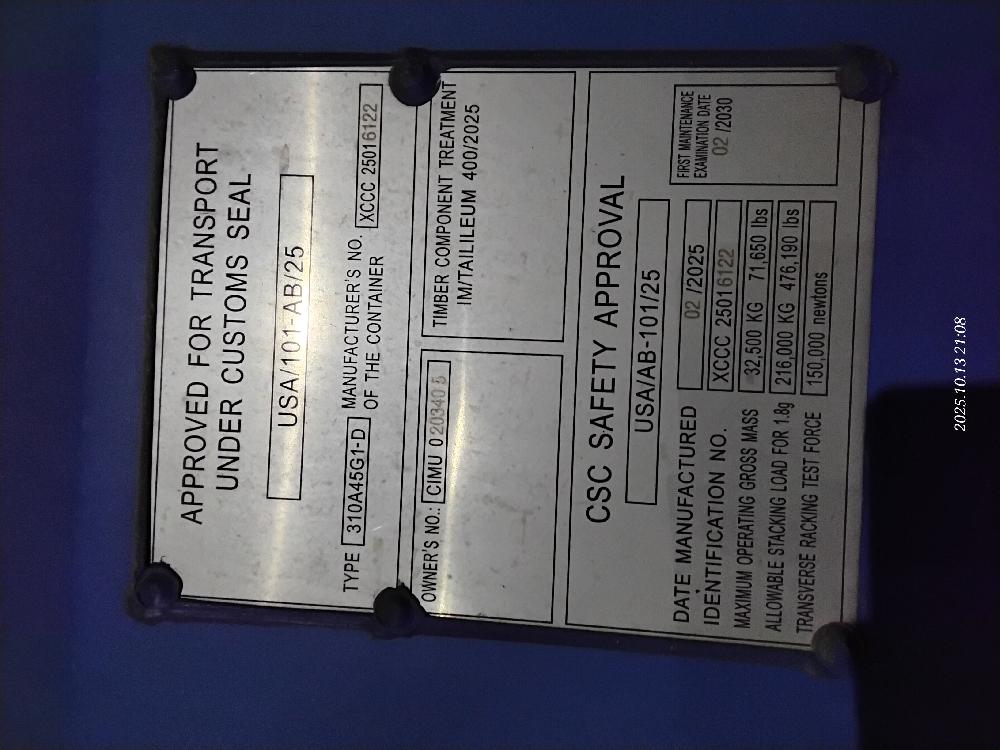 APPROVED FOR TRANSPORT
UNDER CUSTOMS SEAL
USA/101-AB/25
TYPE 310A45G1-D MANUFACTURER'S NO. OF THE CONTAINER XCCC 25016122
OWNER'S NO.: CIMU 0203405
TIMBER COMPONENT TREATMENT
IM/TAILILEUM 400/2025
CSC SAFETY APPROVAL
USA/AB-101/25
DATE MANUFACTURED 02 /2025
IDENTIFICATION NO. XCCC 25016122
MAXIMUM OPERATING GROSS MASS 32,500 KG 71,650 lbs
ALLOWABLE STACKING LOAD FOR 1.8g 216,000 KG 476,190 lbs
TRANSVERSE RACKING TEST FORCE 150,000 newtons
FIRST MAINTENANCE
EXAMINATION DATE
02 /2030
2025.10.13 21:08